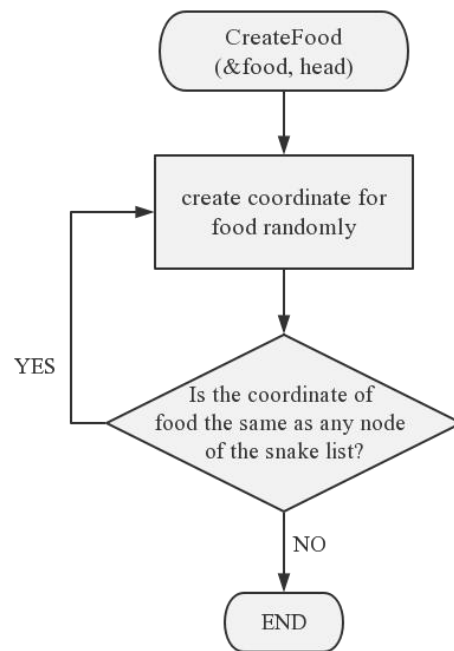 CreateFood
(&food, head)
create coordinate for
food randomly
YES
Is the coordinate of
food the same as any node
of the snake list?
NO
END